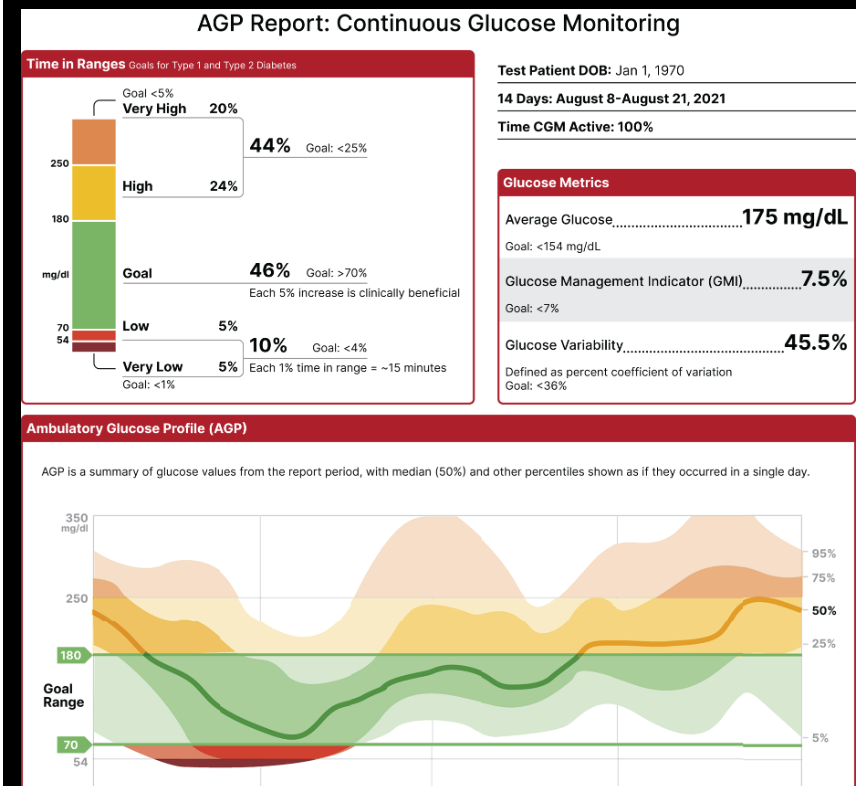 AGP Report: Continuous Glucose Monitoring
Time in Ranges Goals for Type 1 and Type 2 Diabetes
Goal <5%
Very High 20%
44% Goal: <25%
250
High 24%
180
mg/dl
Goal 46% Goal: >70%
Each 5% increase is clinically beneficial
70
Low 5%
54
10% Goal: <4%
Very Low 5% Each 1% time in range = ~15 minutes
Goal: <1%
Test Patient DOB: Jan 1, 1970
14 Days: August 8-August 21, 2021
Time CGM Active: 100%
Glucose Metrics
Average Glucose 175 mg/dL
Goal: <154 mg/dL
Glucose Management Indicator (GMI) 7.5%
Goal: <7%
Glucose Variability 45.5%
Defined as percent coefficient of variation
Goal: <36%
Ambulatory Glucose Profile (AGP)
AGP is a summary of glucose values from the report period, with median (50%) and other percentiles shown as if they occurred in a single day.
350
mg/dl
95%
75%
250
50%
25%
180
Goal
Range
70
5%
54